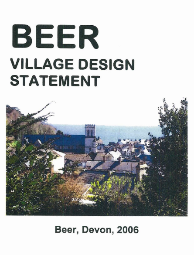 BEER
VILLAGE DESIGN
STATEMENT
Beer, Devon, 2006